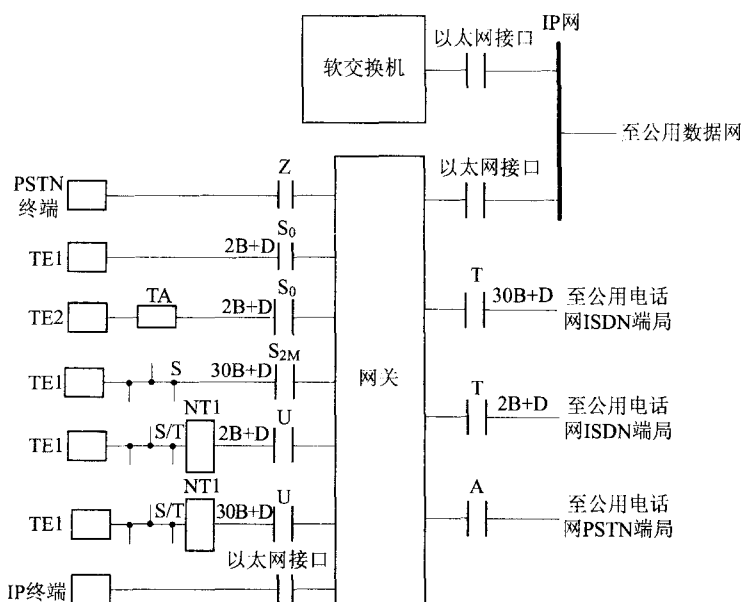 IP网
以太网接口
软交换机
至公用数据网
以太网接口
PSTN
终端
Z
TE1
2B+D
S₀
TE2
TA
2B+D
S₀
TE1
S
30B+D
S₂M
TE1
S/T
NT1
2B+D
U
TE1
S/T
NT1
30B+D
U
IP终端
以太网接口
网关
T
30B+D
至公用电话
网ISDN端局
T
2B+D
至公用电话
网ISDN端局
A
至公用电话
网PSTN端局